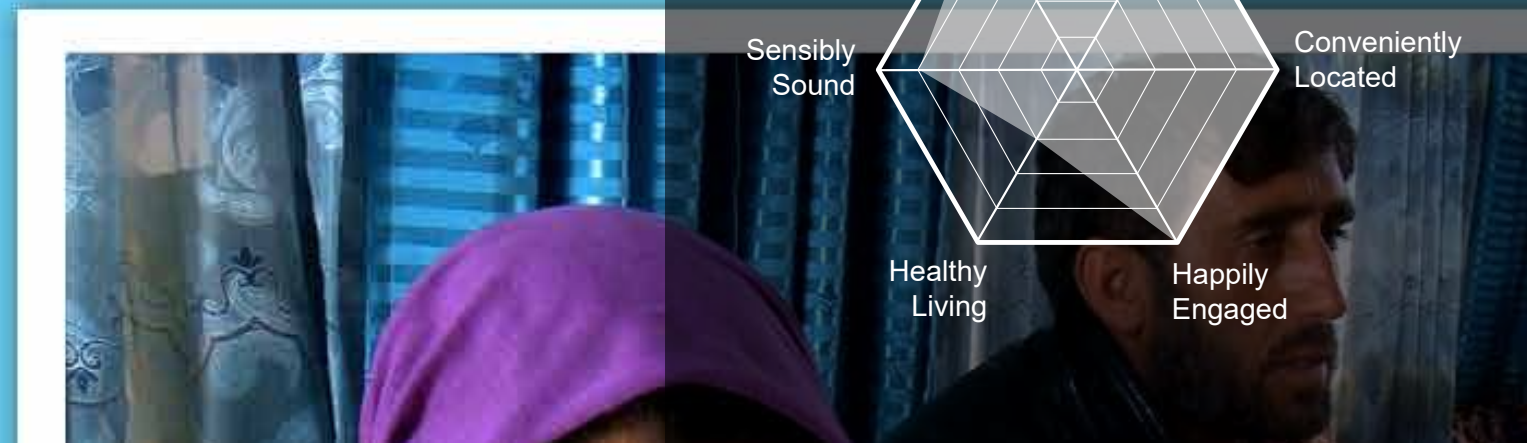 Sensibly
Sound
Conveniently
Located
Healthy
Living
Happily
Engaged